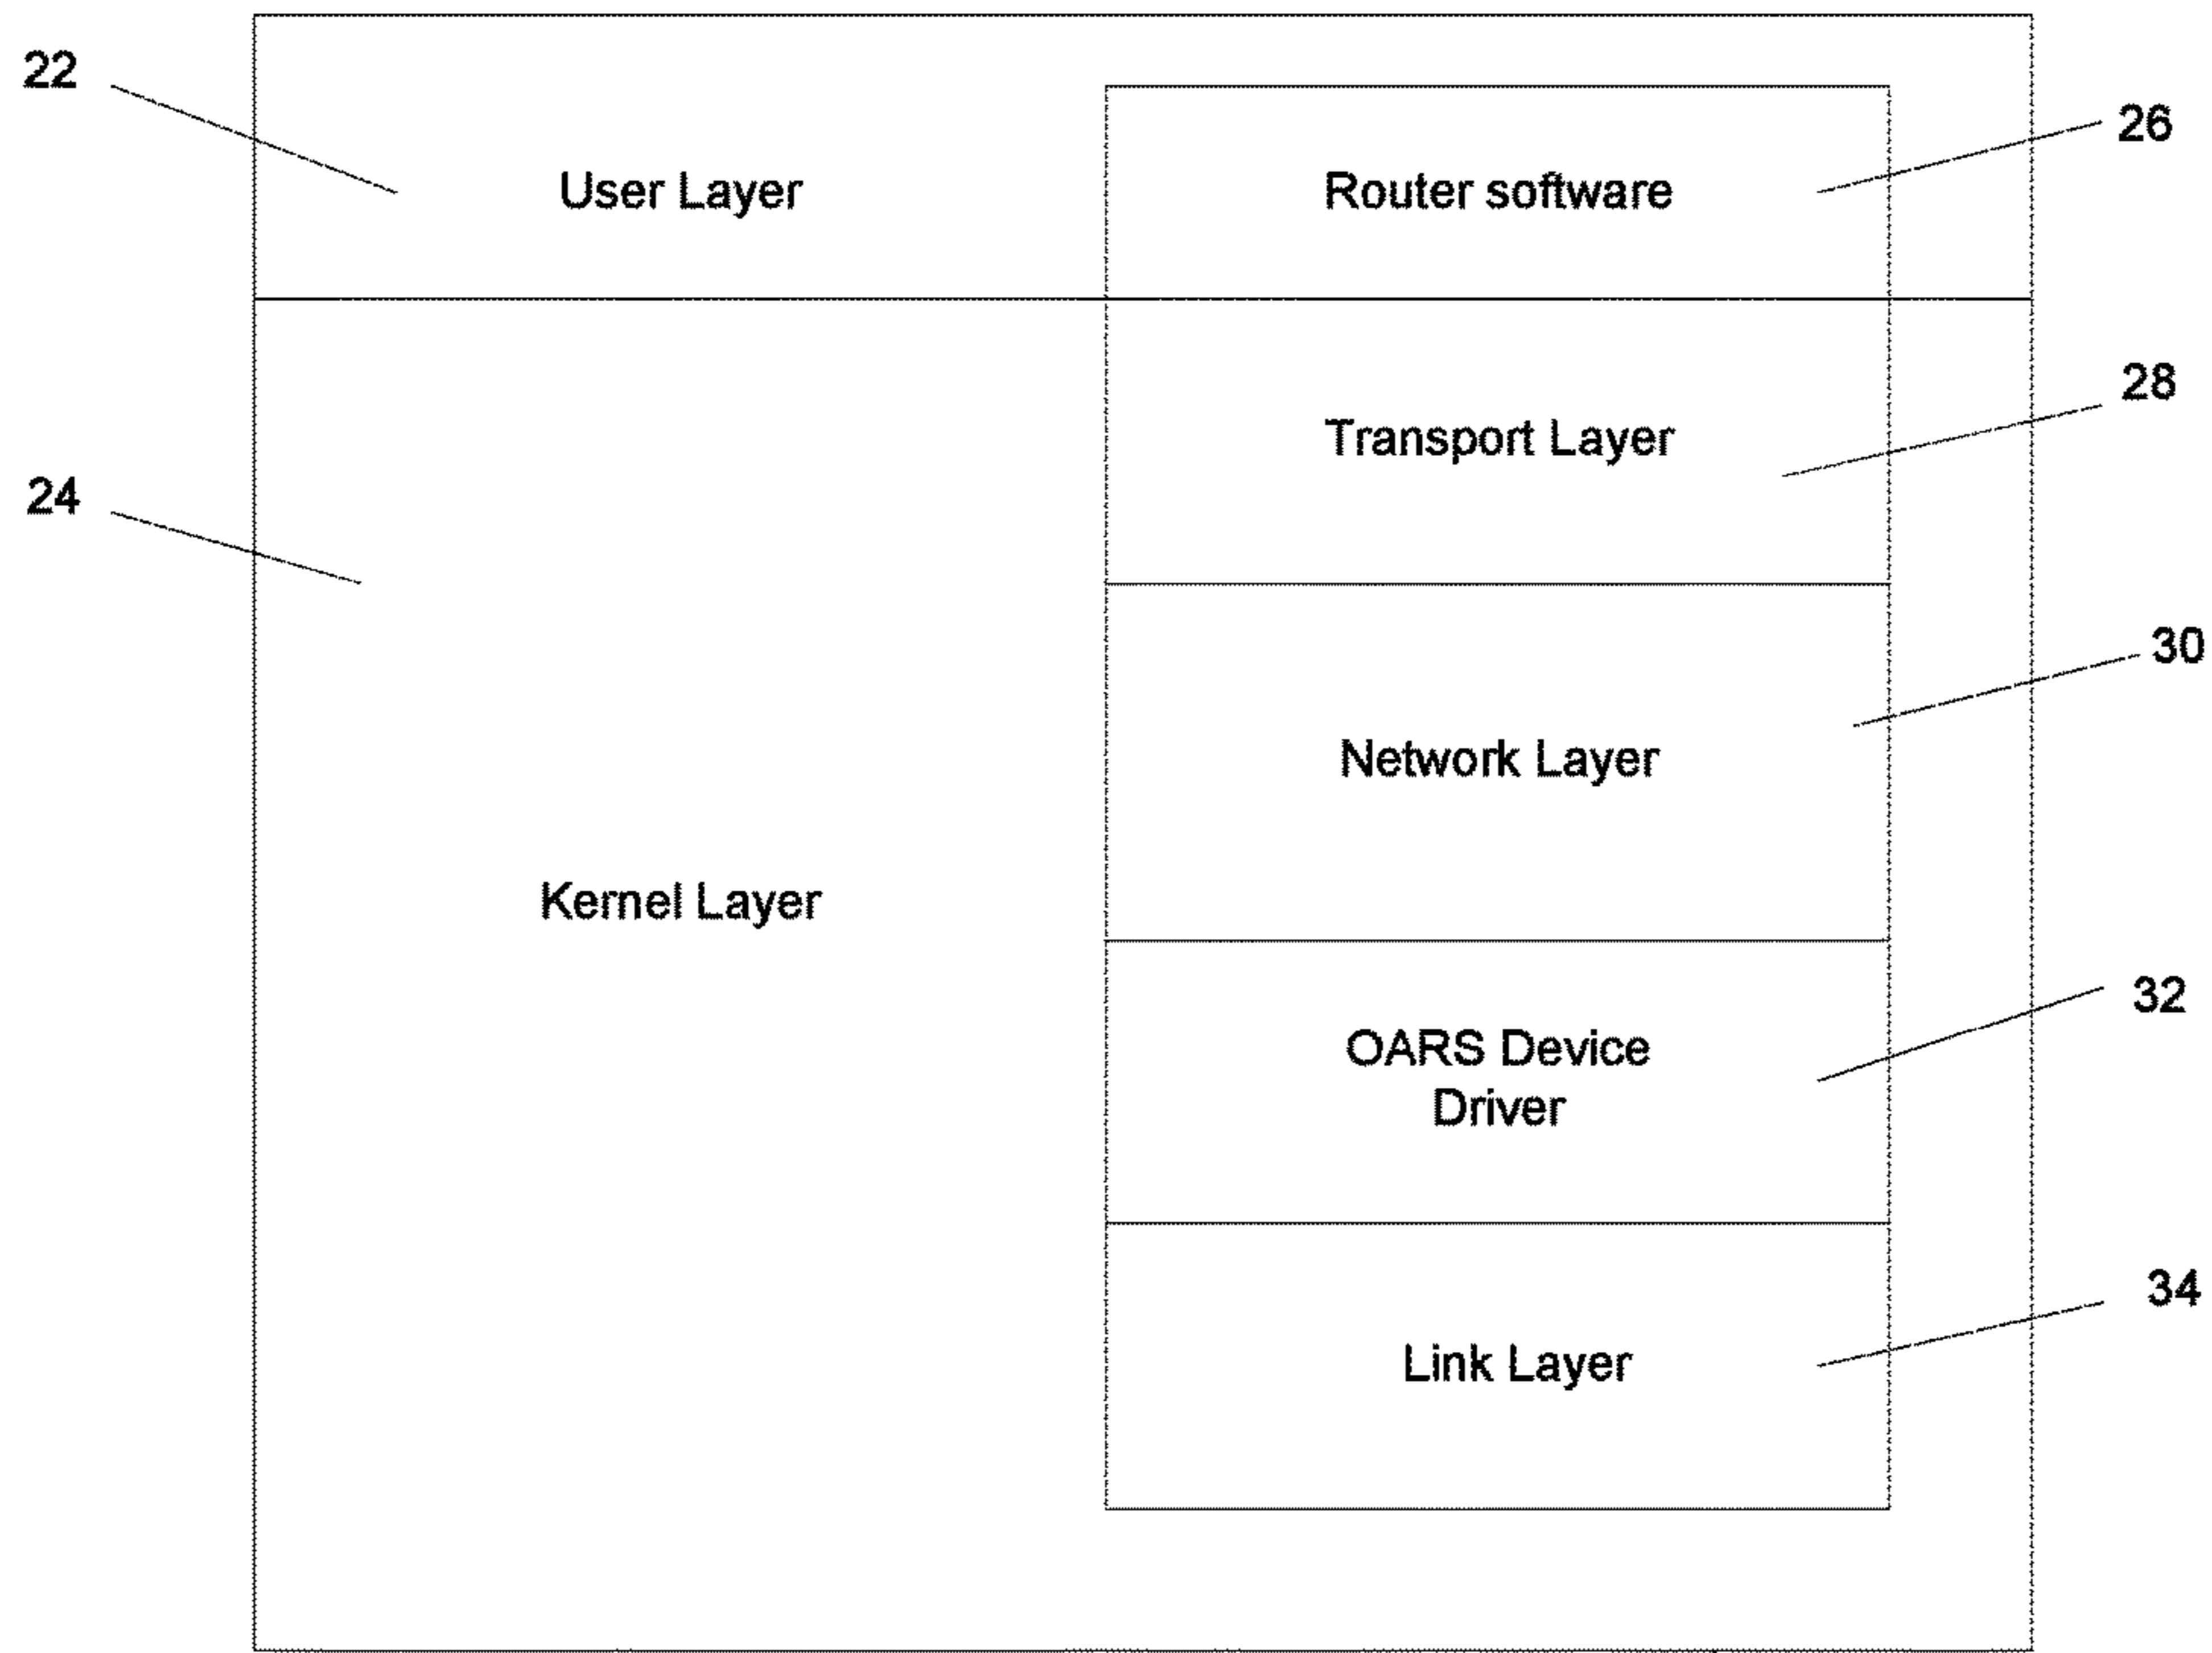 22
User Layer
Router software
26
28
Transport Layer
24
30
Network Layer
Kernel Layer
32
OARS Device
Driver
34
Link Layer